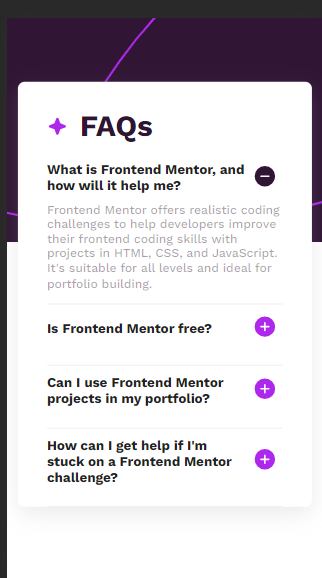 FAQs
What is Frontend Mentor, and
how will it help me?
Frontend Mentor offers realistic coding
challenges to help developers improve
their frontend coding skills with
projects in HTML, CSS, and JavaScript.
It's suitable for all levels and ideal for
portfolio building.
Is Frontend Mentor free?
Can I use Frontend Mentor
projects in my portfolio?
How can I get help if I'm
stuck on a Frontend Mentor
challenge?